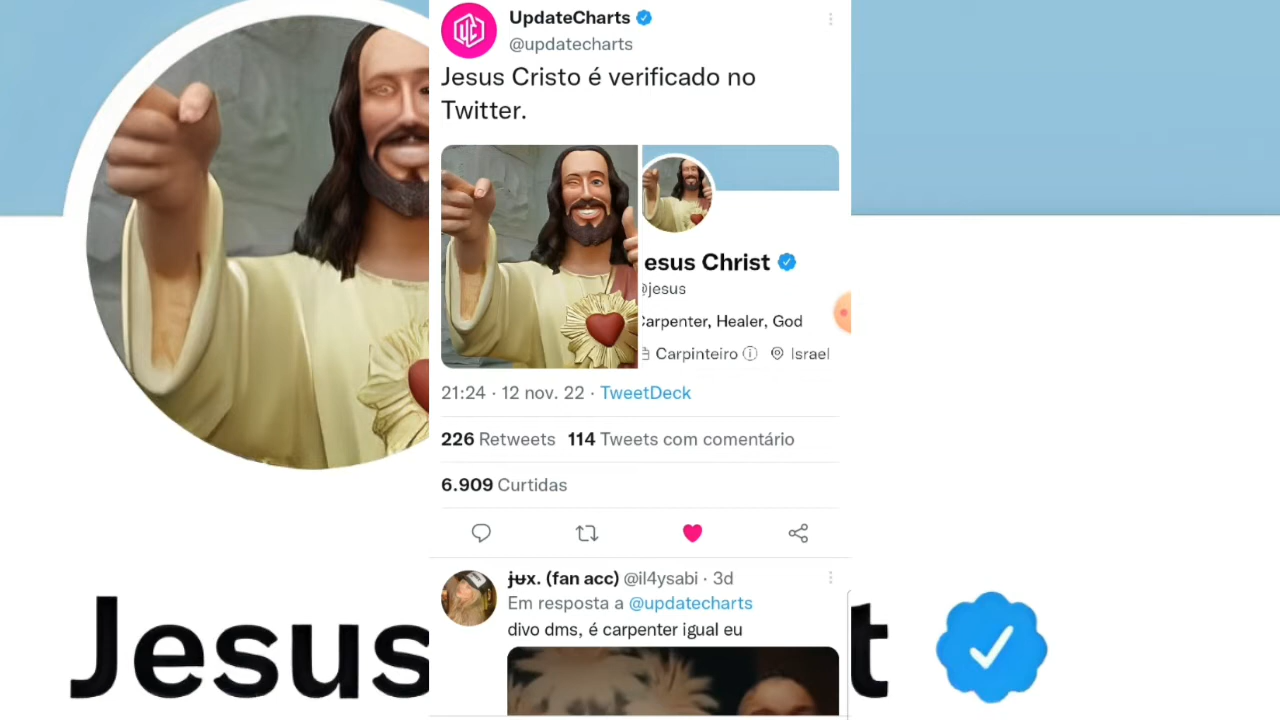 UpdateCharts
@updatecharts
Jesus Cristo é verificado no
Twitter.
esus Christ
@jesus
Carpenter, Healer, God
Carpinteiro Israel
21:24 · 12 nov. 22 · TweetDeck
226 Retweets 114 Tweets com comentário
6.909 Curtidas
jux. (fan acc) @il4ysabi · 3d
Em resposta a @updatecharts
divo dms, é carpenter igual eu
Jesus t